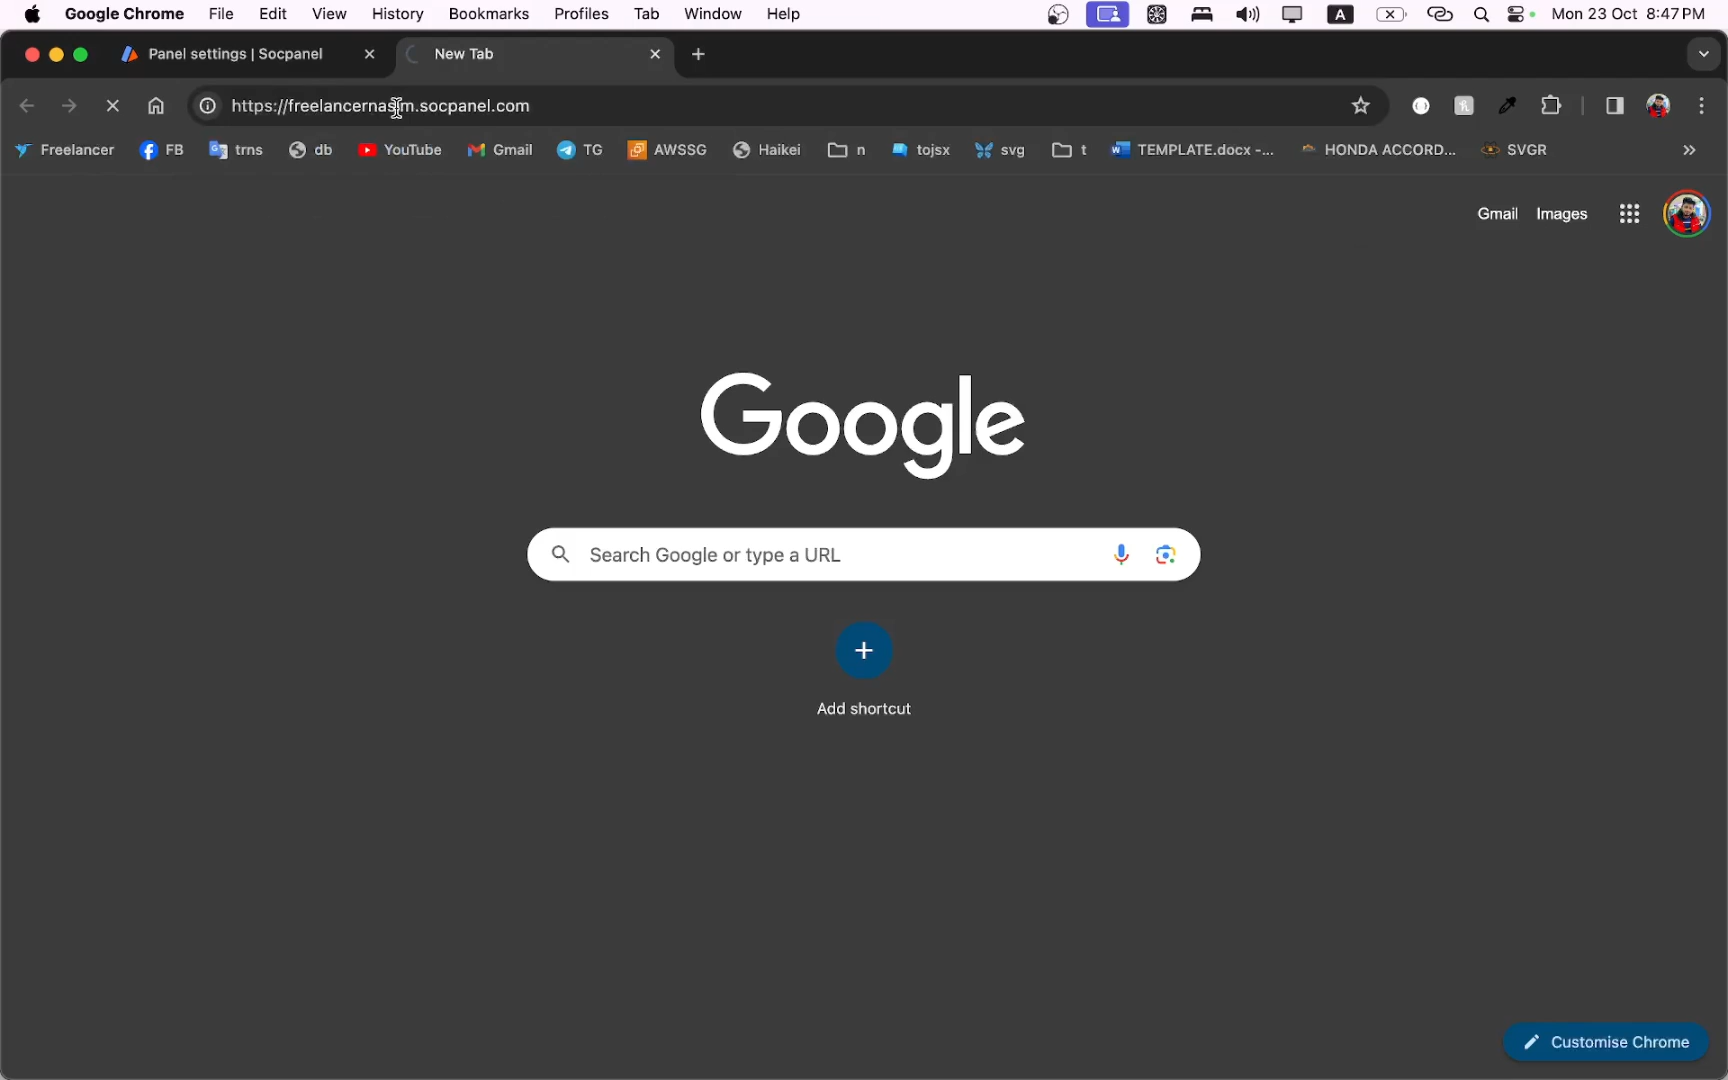 Google Chrome File Edit View History Bookmarks Profiles Tab Window Help A Mon 23 Oct 8:47 PM
Panel settings | Socpanel New Tab
https://freelancernasim.socpanel.com
Freelancer FB trns db YouTube Gmail TG AWSSG Haikei n tojsx svg t TEMPLATE.docx -... HONDA ACCORD... SVGR
Gmail Images
Google
Search Google or type a URL
Add shortcut
Customise Chrome